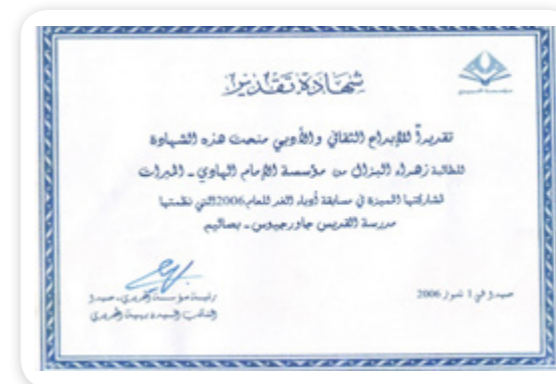 شهادة تقدير
تقديراً للإبداع الثقافي والأدبي منحت هذه الشهادة
للطالبة زهراء البزال من مؤسسة الإمام الهادي - المبرات
لمشاركتها المميزة في مسابقة أدباء الغد للعام 2006 التي نظمتها
مدرسة القديس جاورجيوس - بصاليم
صيدا في 1 تموز 2006
رئيسة مؤسسة الحريري - صيدا
النائب السيدة بهية الحريري